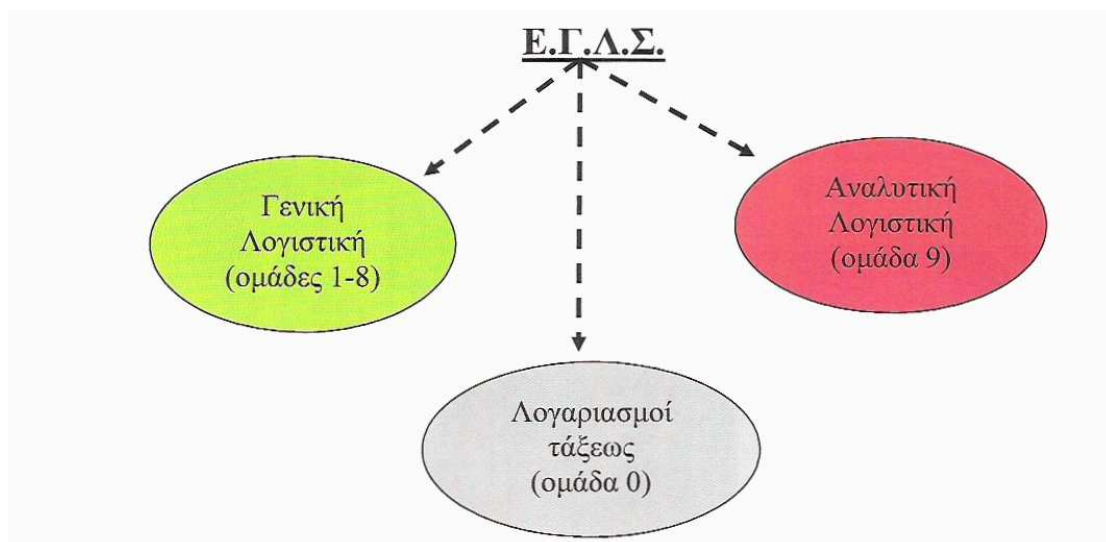 Ε.Γ.Λ.Σ.
Γενική
Λογιστική
(ομάδες 1-8)
Αναλυτική
Λογιστική
(ομάδα 9)
Λογαριασμοί
τάξεως
(ομάδα 0)